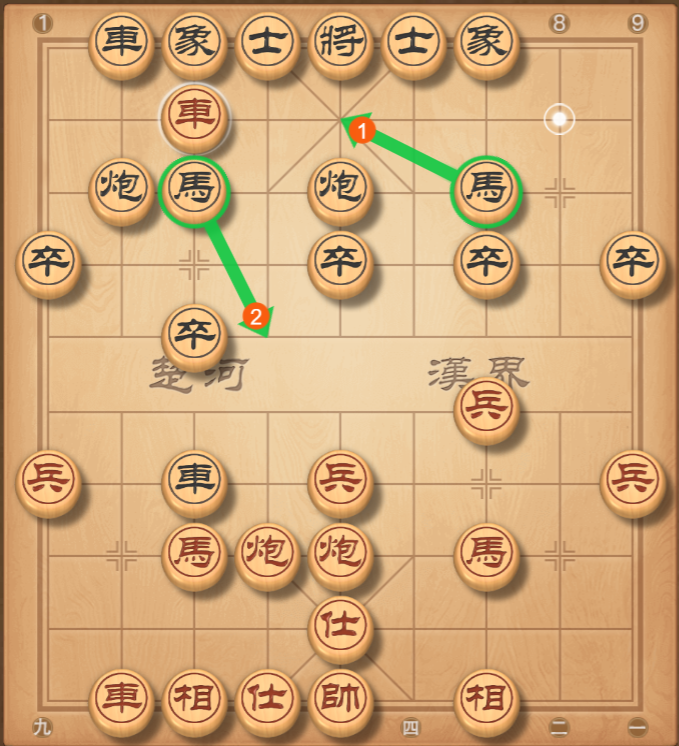 1 8 9
車 象 士 將 士 象
車 1
炮 馬 炮 馬
卒 卒 卒 卒
2
卒
楚河 漢界
兵
兵 車 兵 兵
馬 炮 炮 馬
仕
車 相 仕 帥 相
九 四 二 一